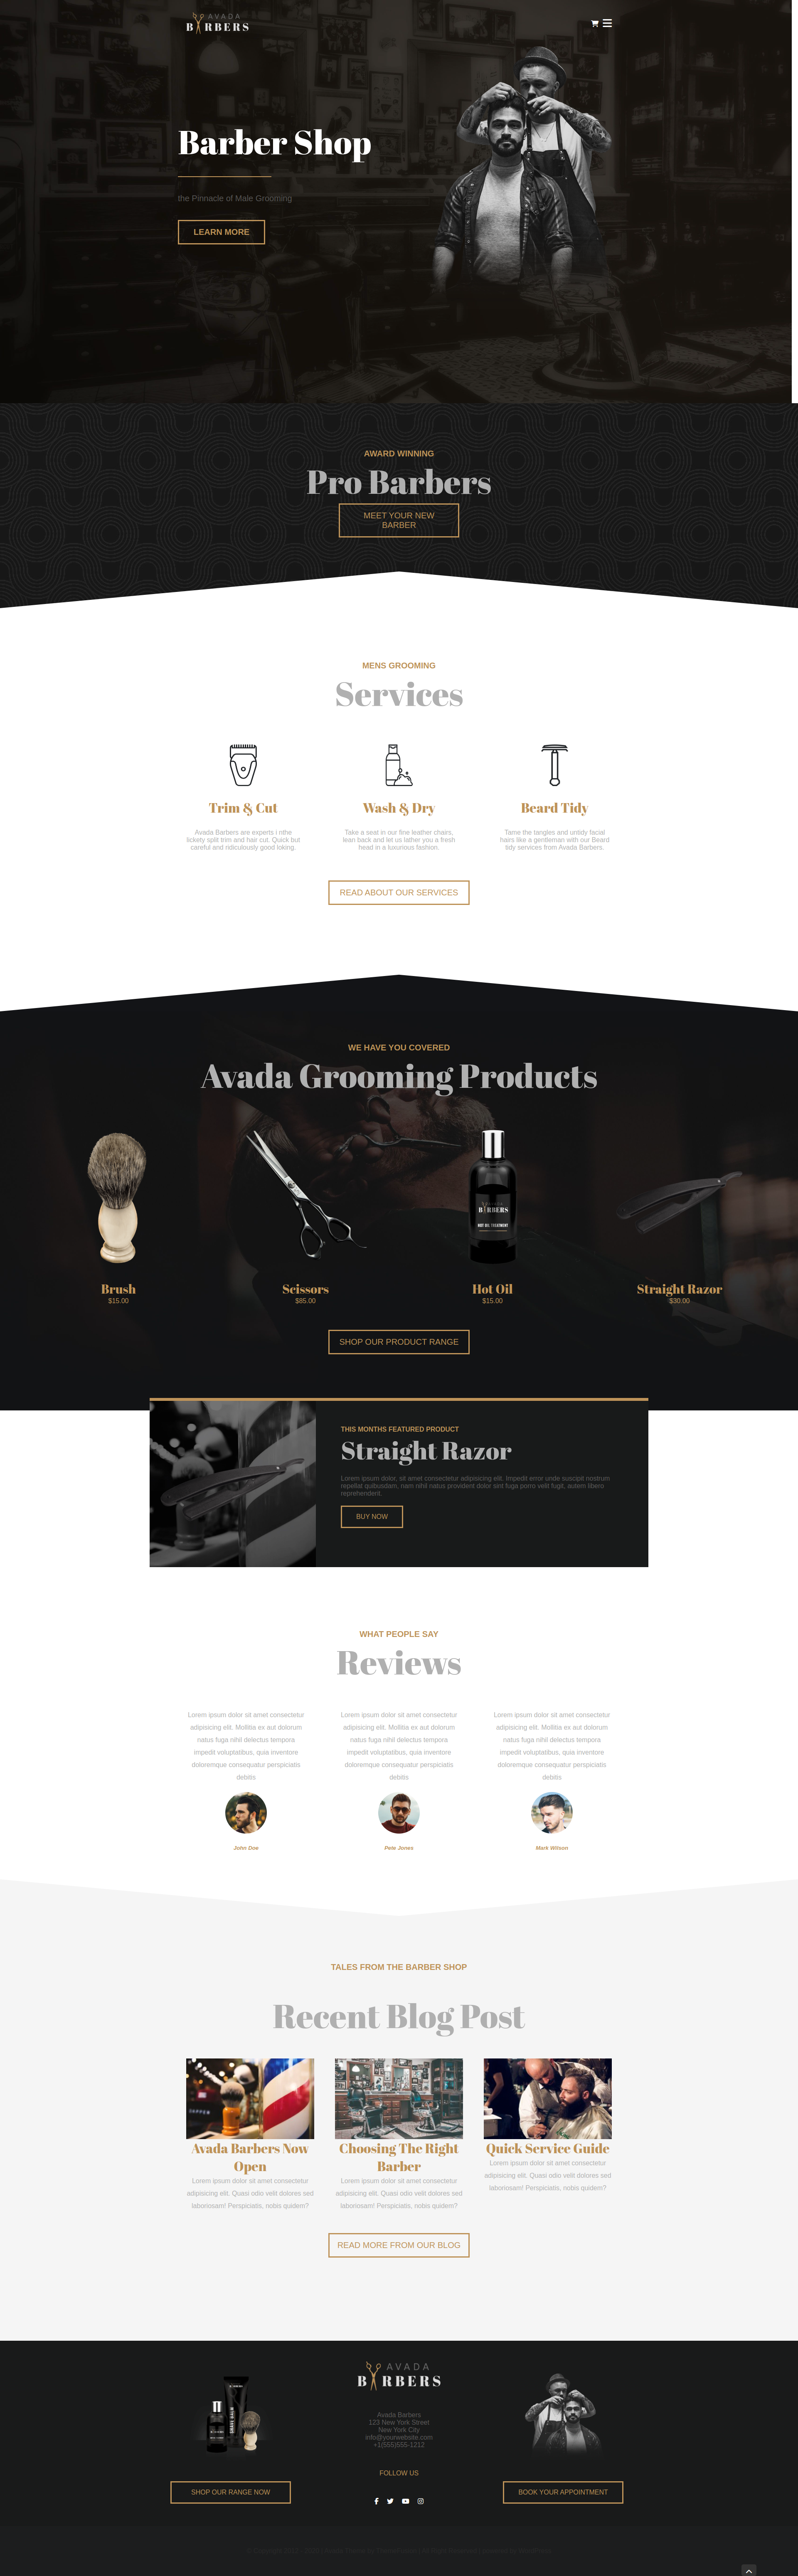 AVADA
BARBERS
Barber Shop
the Pinnacle of Male Grooming
LEARN MORE
AWARD WINNING
Pro Barbers
MEET YOUR NEW
BARBER
MENS GROOMING
Services
Trim & Cut
Avada Barbers are experts i nthe
lickety split trim and hair cut. Quick but
careful and ridiculously good loking.
Wash & Dry
Take a seat in our fine leather chairs,
lean back and let us lather you a fresh
head in a luxurious fashion.
Beard Tidy
Tame the tangles and untidy facial
hairs like a gentleman with our Beard
tidy services from Avada Barbers.
READ ABOUT OUR SERVICES
WE HAVE YOU COVERED
Avada Grooming Products
AVADA
BARBERS
HOT OIL TREATMENT
Brush
$15.00
Scissors
$85.00
Hot Oil
$15.00
Straight Razor
$30.00
SHOP OUR PRODUCT RANGE
THIS MONTHS FEATURED PRODUCT
Straight Razor
Lorem ipsum dolor, sit amet consectetur adipisicing elit. Impedit error unde suscipit nostrum
repellat quibusdam, nam nihil natus provident dolor sint fuga porro velit fugit, autem libero
reprehenderit.
BUY NOW
WHAT PEOPLE SAY
Reviews
Lorem ipsum dolor sit amet consectetur
adipisicing elit. Mollitia ex aut dolorum
natus fuga nihil delectus tempora
impedit voluptatibus, quia inventore
doloremque consequatur perspiciatis
debitis
John Doe
Lorem ipsum dolor sit amet consectetur
adipisicing elit. Mollitia ex aut dolorum
natus fuga nihil delectus tempora
impedit voluptatibus, quia inventore
doloremque consequatur perspiciatis
debitis
Pete Jones
Lorem ipsum dolor sit amet consectetur
adipisicing elit. Mollitia ex aut dolorum
natus fuga nihil delectus tempora
impedit voluptatibus, quia inventore
doloremque consequatur perspiciatis
debitis
Mark Wilson
TALES FROM THE BARBER SHOP
Recent Blog Post
Avada Barbers Now
Open
Lorem ipsum dolor sit amet consectetur
adipisicing elit. Quasi odio velit dolores sed
laboriosam! Perspiciatis, nobis quidem?
Choosing The Right
Barber
Lorem ipsum dolor sit amet consectetur
adipisicing elit. Quasi odio velit dolores sed
laboriosam! Perspiciatis, nobis quidem?
Quick Service Guide
Lorem ipsum dolor sit amet consectetur
adipisicing elit. Quasi odio velit dolores sed
laboriosam! Perspiciatis, nobis quidem?
READ MORE FROM OUR BLOG
SHOP OUR RANGE NOW
AVADA
BARBERS
Avada Barbers
123 New York Street
New York City
info@yourwebsite.com
+1(555)555-1212
FOLLOW US
BOOK YOUR APPOINTMENT